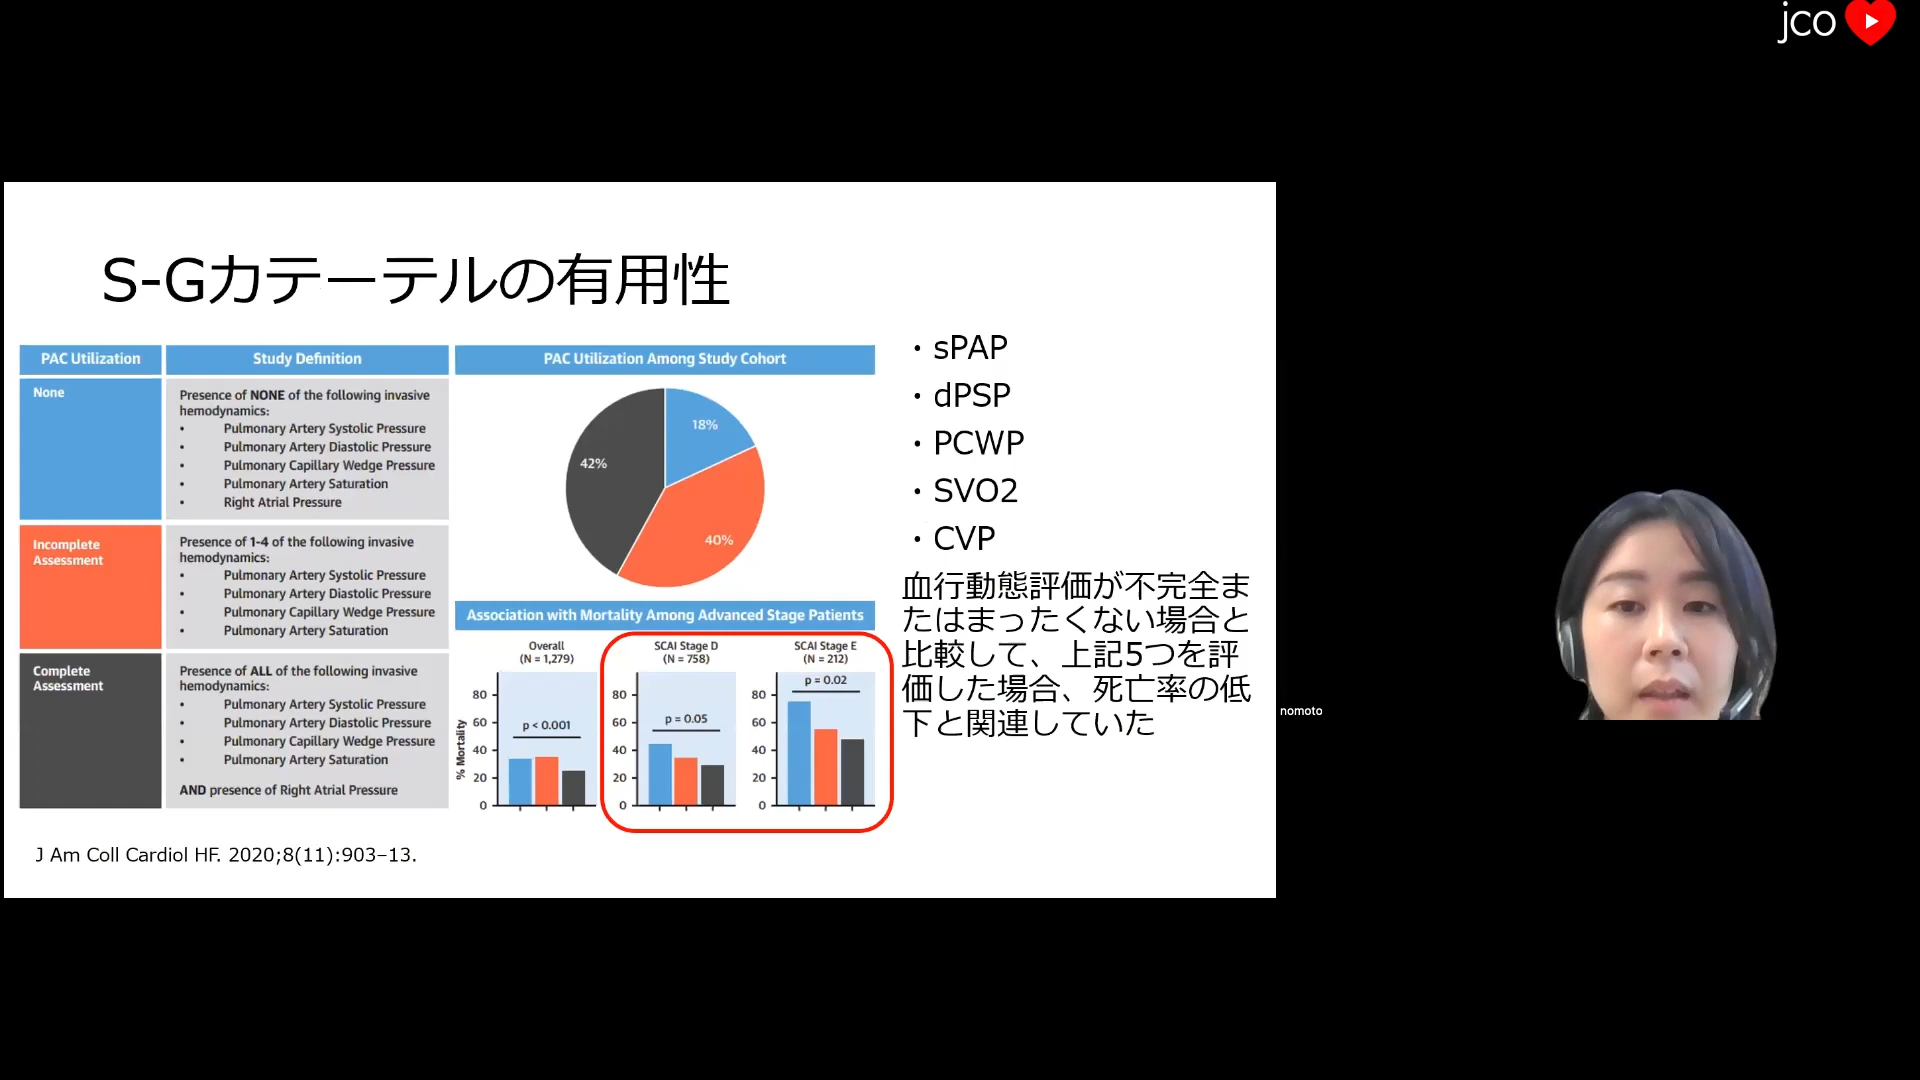 jco
S-Gカテーテルの有用性
PAC Utilization
Study Definition
None
Presence of NONE of the following invasive
hemodynamics:
• Pulmonary Artery Systolic Pressure
• Pulmonary Artery Diastolic Pressure
• Pulmonary Capillary Wedge Pressure
• Pulmonary Artery Saturation
• Right Atrial Pressure
Incomplete
Assessment
Presence of 1-4 of the following invasive
hemodynamics:
• Pulmonary Artery Systolic Pressure
• Pulmonary Artery Diastolic Pressure
• Pulmonary Capillary Wedge Pressure
• Pulmonary Artery Saturation
Complete
Assessment
Presence of ALL of the following invasive
hemodynamics:
• Pulmonary Artery Systolic Pressure
• Pulmonary Artery Diastolic Pressure
• Pulmonary Capillary Wedge Pressure
• Pulmonary Artery Saturation
AND presence of Right Atrial Pressure
PAC Utilization Among Study Cohort
18%
42%
40%
Association with Mortality Among Advanced Stage Patients
% Mortality
Overall
(N = 1,279)
80
60
40
20
0
p < 0.001
SCAI Stage D
(N = 758)
80
60
40
20
0
p = 0.05
SCAI Stage E
(N = 212)
80
60
40
20
0
p = 0.02
・sPAP
・dPSP
・PCWP
・SVO2
・CVP
血行動態評価が不完全ま
たはまったくない場合と
比較して、上記5つを評
価した場合、死亡率の低
下と関連していた
J Am Coll Cardiol HF. 2020;8(11):903–13.
nomoto